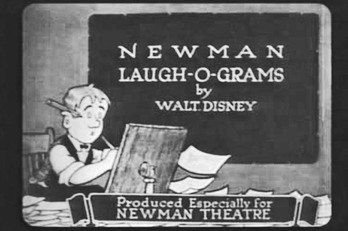 NEWMAN
LAUGH-O-GRAMS
by
WALT. DISNEY
Produced Especially for
NEWMAN THEATRE